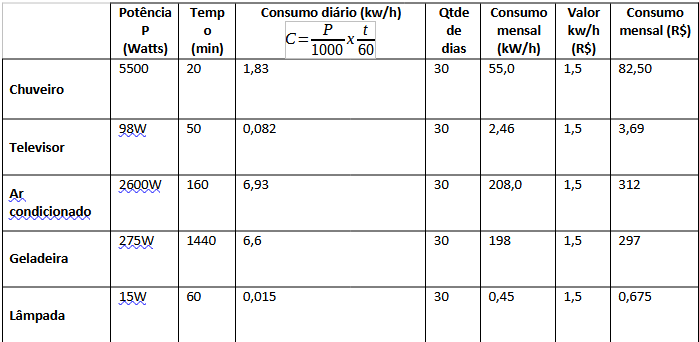 Potência P (Watts) Tempo (min) Consumo diário (kw/h) C = P/1000 x t/60 Qtde de dias Consumo mensal (kW/h) Valor kw/h (R$) Consumo mensal (R$)
Chuveiro 5500 20 1,83 30 55,0 1,5 82,50
Televisor 98W 50 0,082 30 2,46 1,5 3,69
Ar condicionado 2600W 160 6,93 30 208,0 1,5 312
Geladeira 275W 1440 6,6 30 198 1,5 297
Lâmpada 15W 60 0,015 30 0,45 1,5 0,675